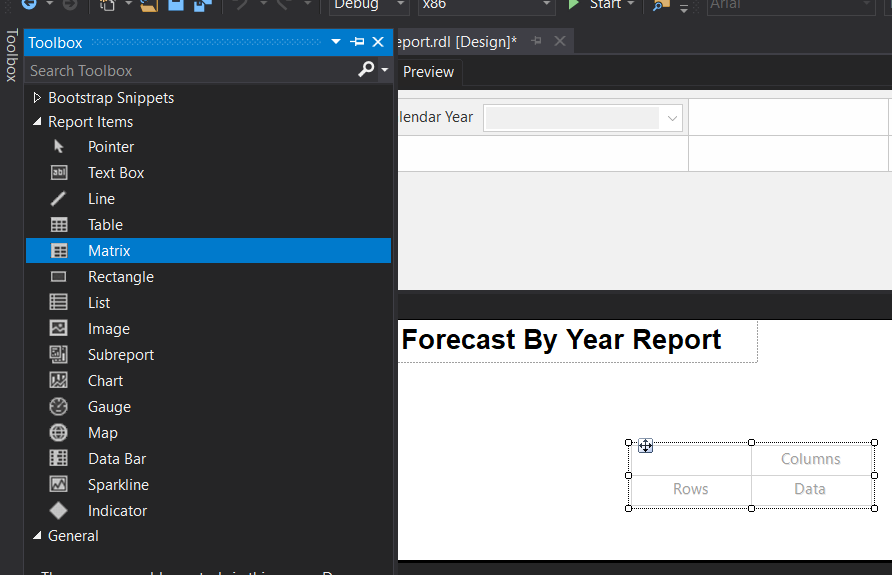 Debug
x86
Start
Arial
Toolbox
Toolbox
eport.rdl [Design]*
Search Toolbox
Preview
Bootstrap Snippets
Report Items
lendar Year
Pointer
abl
Text Box
Line
Table
Matrix
Rectangle
List
Image
Subreport
Chart
Gauge
Map
Data Bar
Sparkline
Indicator
General
Forecast By Year Report
Columns
Rows
Data